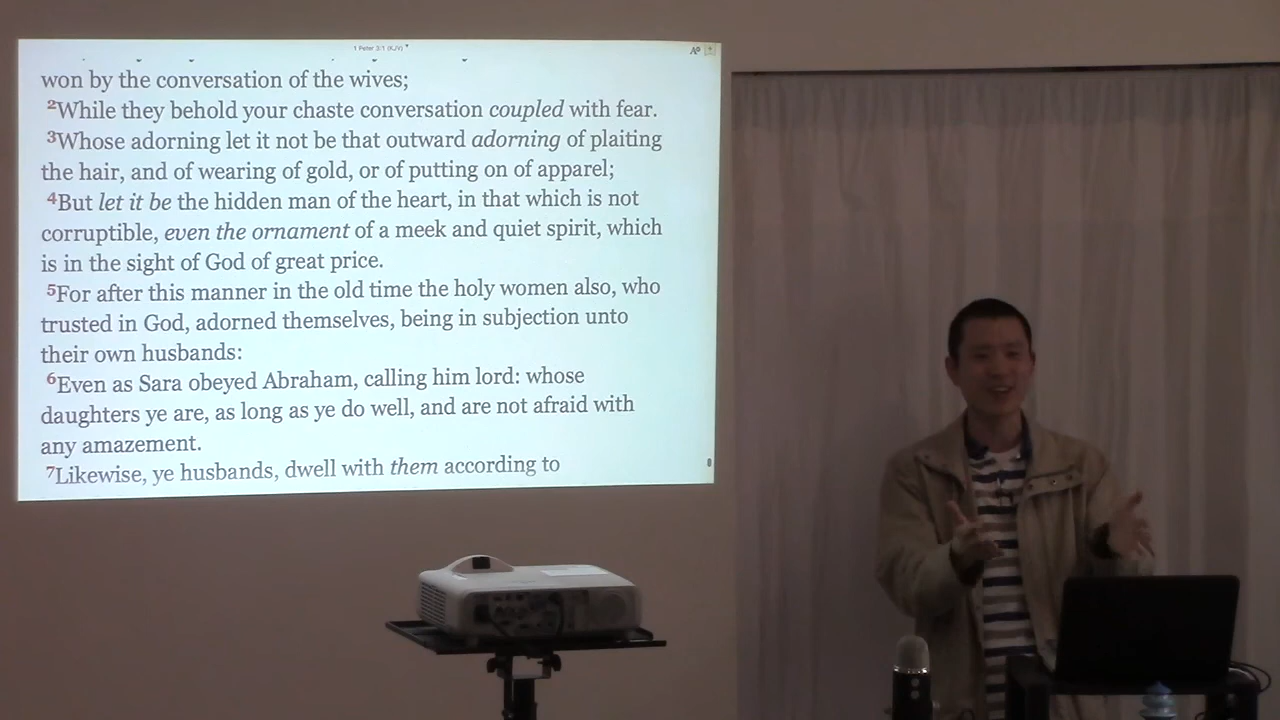 1 Peter 3:1 (KJV)
won by the conversation of the wives;
2While they behold your chaste conversation coupled with fear.
3Whose adorning let it not be that outward adorning of plaiting
the hair, and of wearing of gold, or of putting on of apparel;
4But let it be the hidden man of the heart, in that which is not
corruptible, even the ornament of a meek and quiet spirit, which
is in the sight of God of great price.
5For after this manner in the old time the holy women also, who
trusted in God, adorned themselves, being in subjection unto
their own husbands:
6Even as Sara obeyed Abraham, calling him lord: whose
daughters ye are, as long as ye do well, and are not afraid with
any amazement.
7Likewise, ye husbands, dwell with them according to